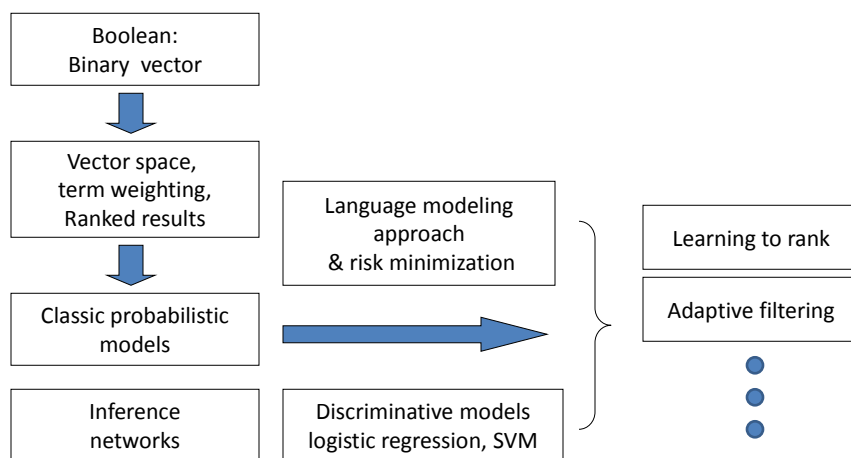 Boolean:
Binary vector
Vector space,
term weighting,
Ranked results
Classic probabilistic
models
Inference
networks
Language modeling
approach
& risk minimization
Discriminative models
logistic regression, SVM
Learning to rank
Adaptive filtering